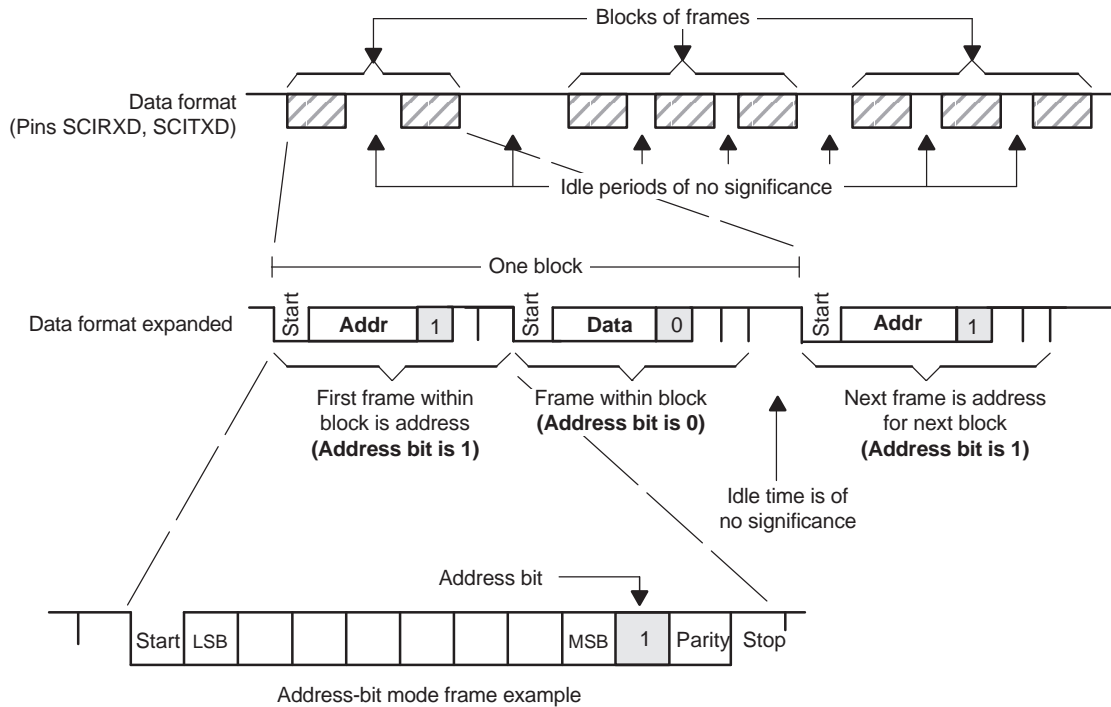 Blocks of frames
Data format
(Pins SCIRXD, SCITXD)
Idle periods of no significance
One block
Data format expanded
Start
Addr
1
Start
Data
0
Start
Addr
1
First frame within
block is address
(Address bit is 1)
Frame within block
(Address bit is 0)
Next frame is address
for next block
(Address bit is 1)
Idle time is of
no significance
Address bit
Start
LSB
MSB
1
Parity
Stop
Address-bit mode frame example